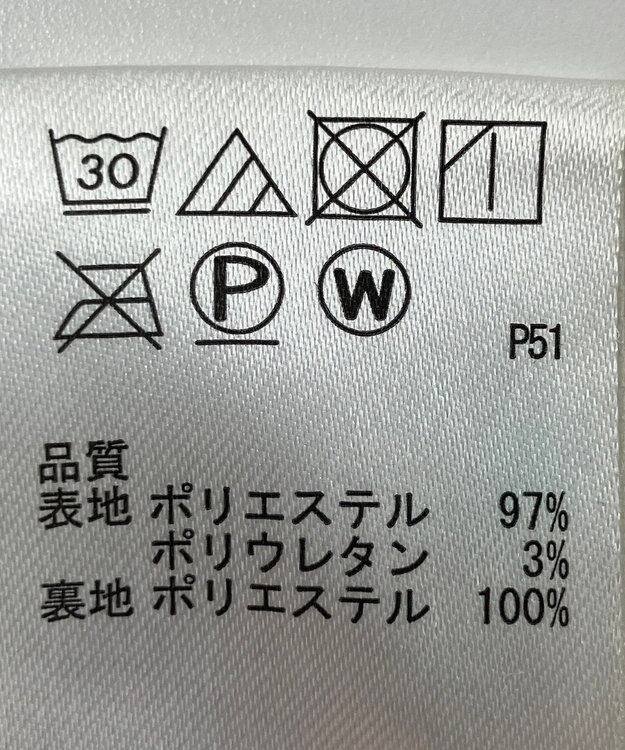 30
P W
P51
品質
表地 ポリエステル 97%
ポリウレタン 3%
裏地 ポリエステル 100%